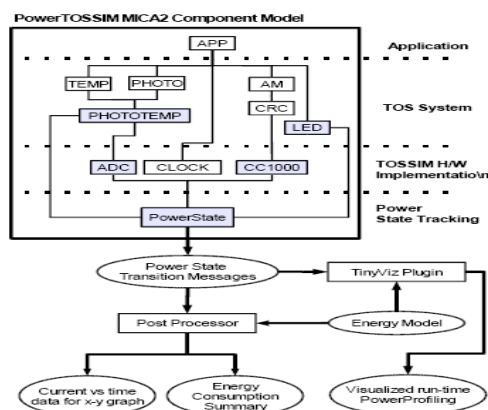 PowerTOSSIM MICA2 Component Model
APP
Application
TEMP
PHOTO
AM
TOS System
CRC
PHOTOTEMP
LED
ADC
CLOCK
CC1000
TOSSIM H/W
Implementatio\n
PowerState
Power
State Tracking
Power State
Transition Messages
TinyViz Plugin
Post Processor
Energy Model
Current vs time
data for x-y graph
Energy
Consumption
Summary
Visualized run-time
PowerProfiling